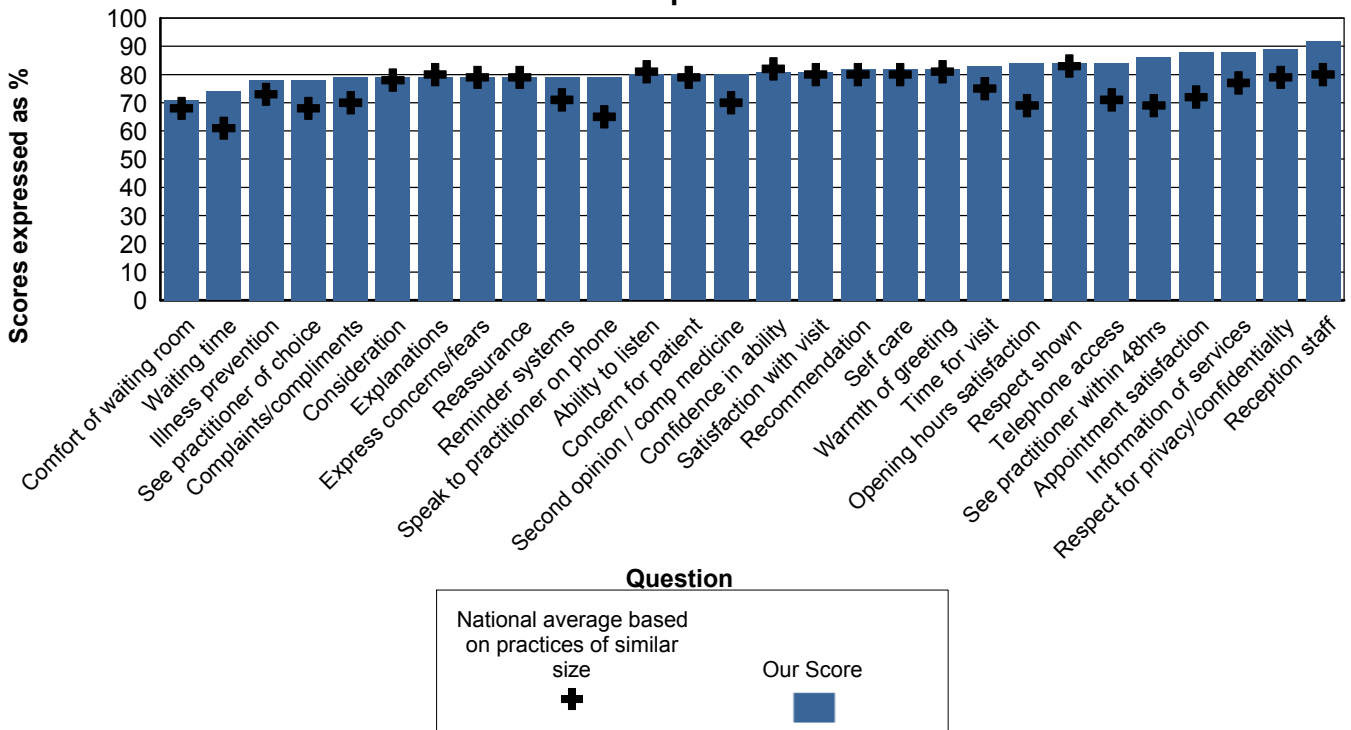 100
90
80
70
60
50
40
30
20
10
0
Scores expressed as %
Comfort of waiting room
Waiting time
Illness prevention
See practitioner of choice
Complaints/compliments
Consideration
Explanations
Express concerns/fears
Reassurance
Reminder systems
Speak to practitioner on phone
Ability to listen
Concern for patient
Second opinion / comp medicine
Confidence in ability
Satisfaction with visit
Recommendation
Self care
Warmth of greeting
Time for visit
Opening hours satisfaction
Respect shown
Telephone access
See practitioner within 48hrs
Appointment satisfaction
Information of services
Respect for privacy/confidentiality
Reception staff
Question
National average based
on practices of similar
size
Our Score